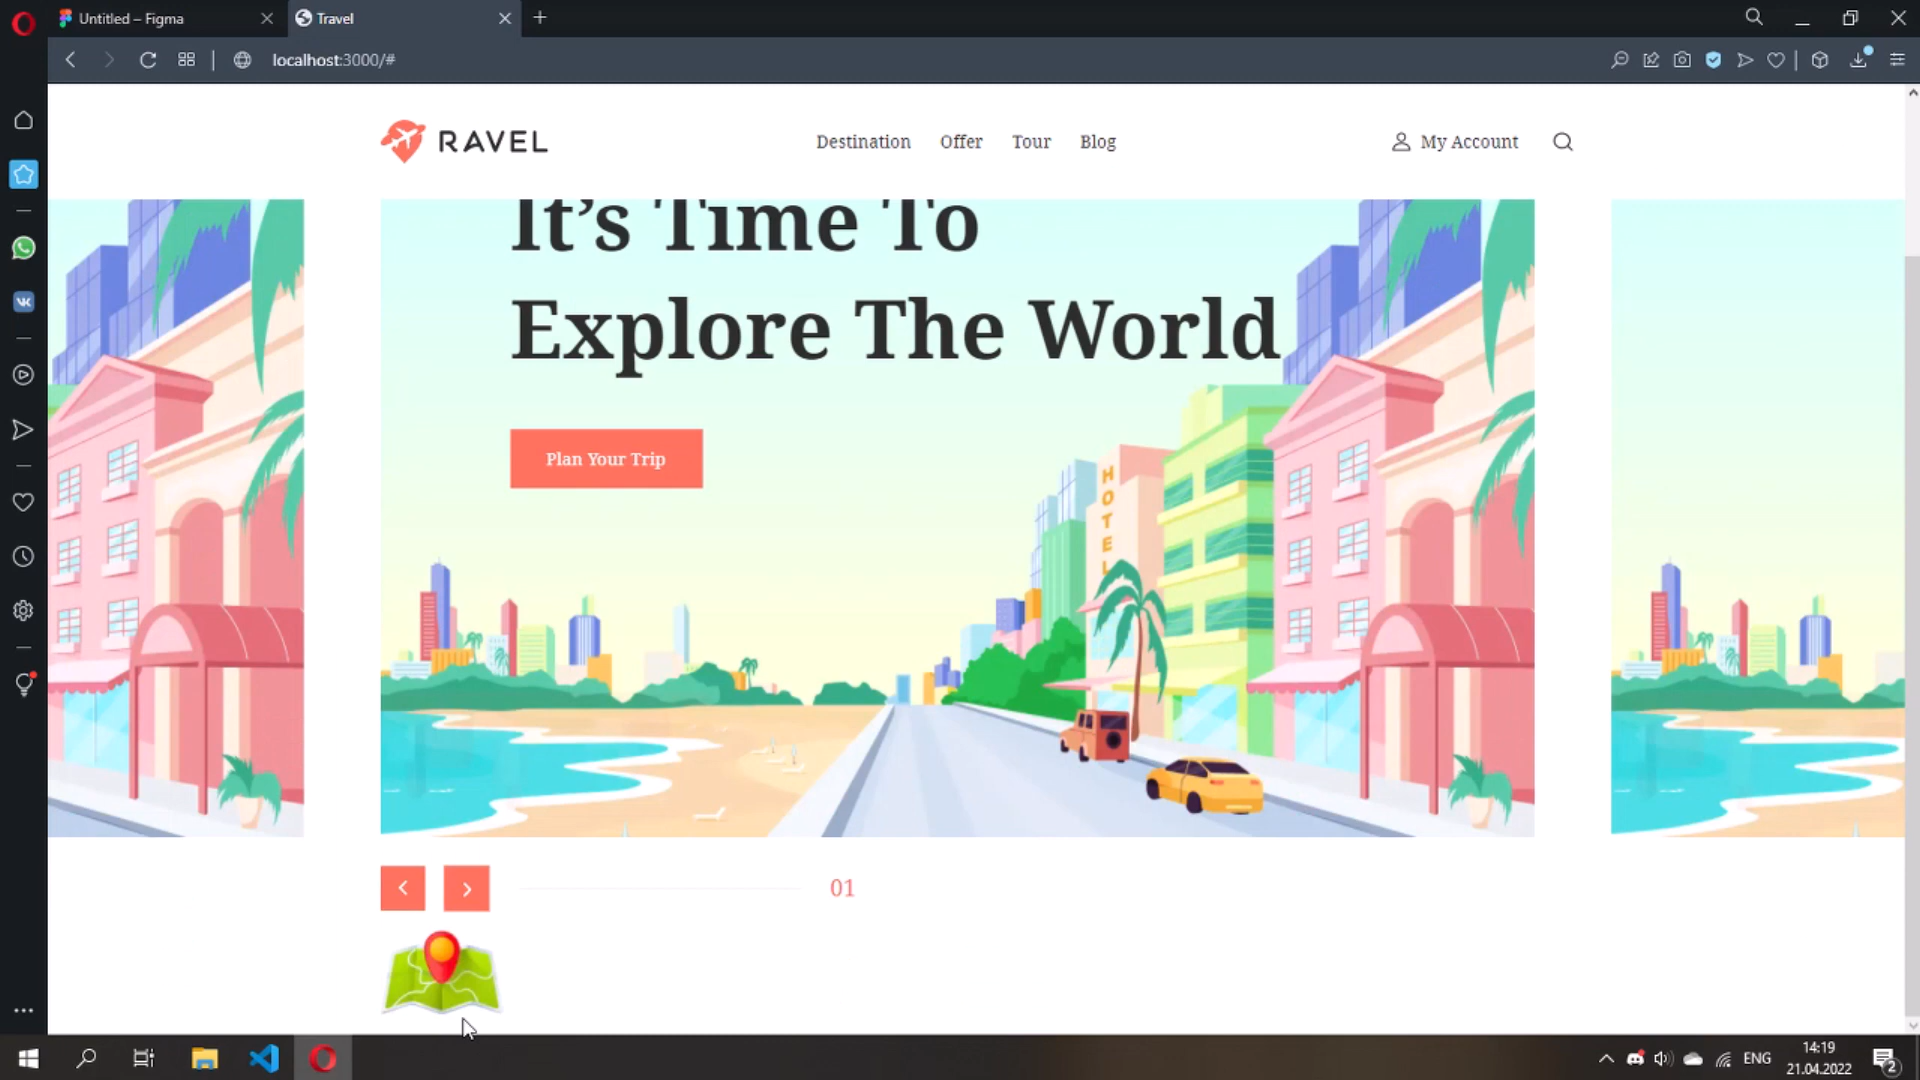 Untitled – Figma
Travel
localhost:3000/#
RAVEL
Destination
Offer
Tour
Blog
My Account
It’s Time To
Explore The World
Plan Your Trip
HOTEL
01
ENG
14:19
21.04.2022
2